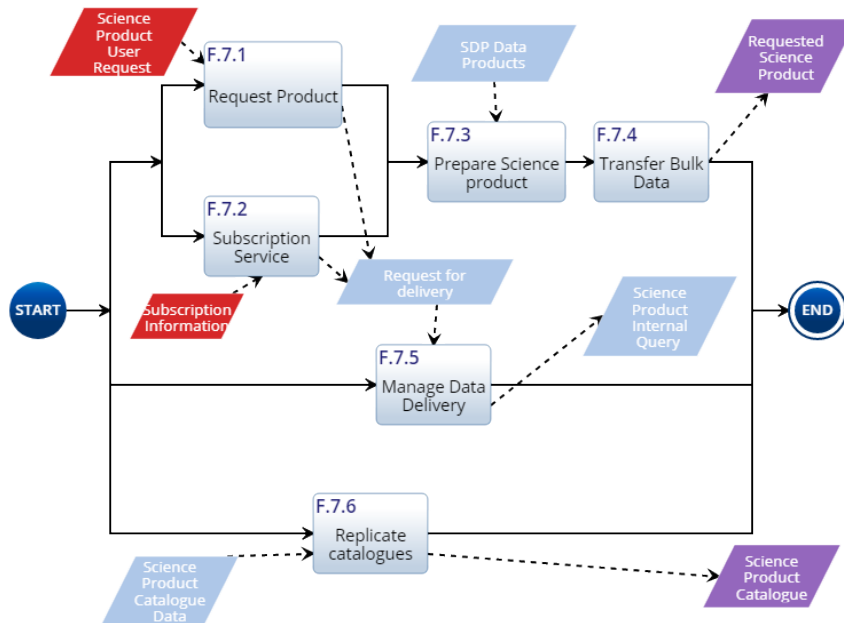 Science
Product
User
Request
F.7.1
Request Product
SDP Data
Products
Requested
Science
Product
F.7.3
Prepare Science
product
F.7.4
Transfer Bulk
Data
F.7.2
Subscription
Service
Subscription
Information
Request for
delivery
Science
Product
Internal
Query
START
END
F.7.5
Manage Data
Delivery
F.7.6
Replicate
catalogues
Science
Product
Catalogue
Data
Science
Product
Catalogue